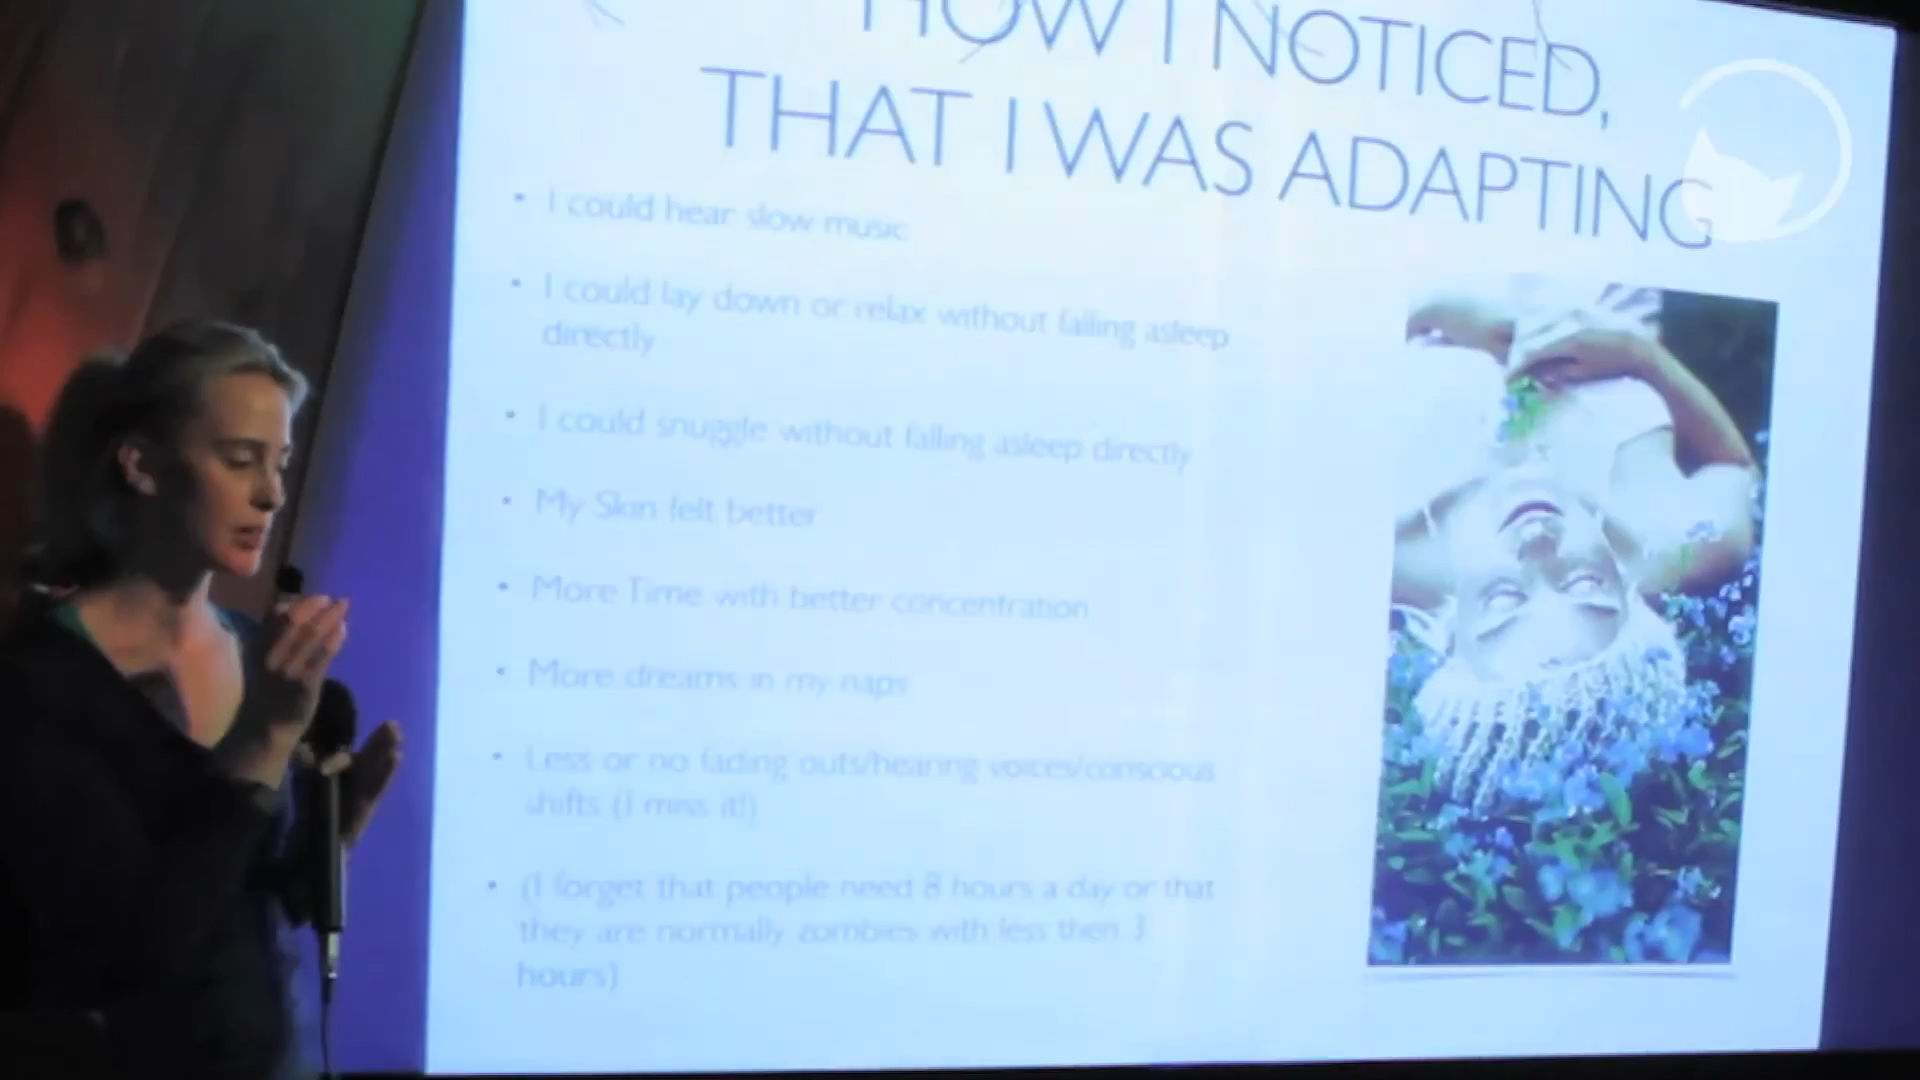 HOW I NOTICED,
THAT I WAS ADAPTING
• I could hear slow music
• I could lay down or relax without falling asleep
directly
• I could snuggle without falling asleep directly
• My Skin felt better
• More Time with better concentration
• More dreams in my naps
• Less or no fading outs/hearing voices/conscious
shifts (I miss it!)
• (I forget that people need 8 hours a day or that
they are normally zombies with less then 3
hours)